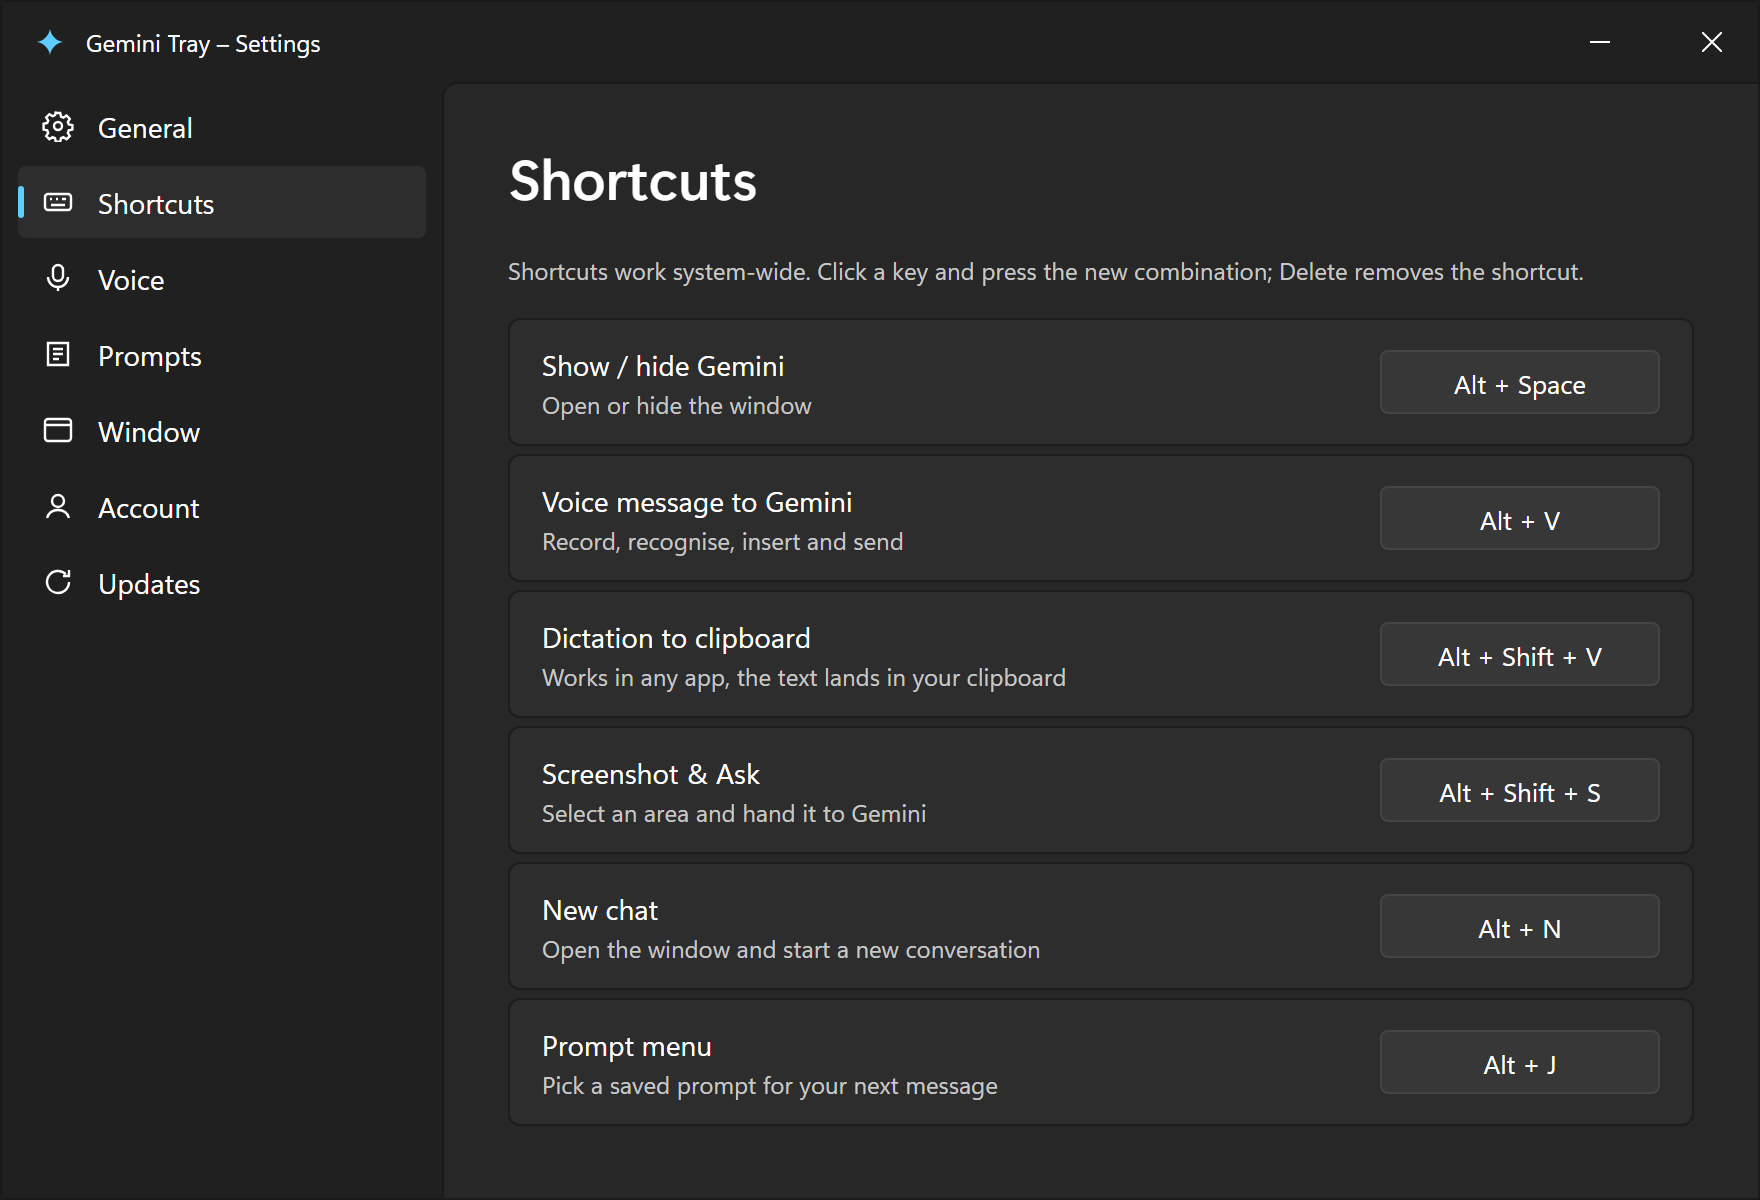 Gemini Tray – Settings
General
Shortcuts
Voice
Prompts
Window
Account
Updates
Shortcuts
Shortcuts work system-wide. Click a key and press the new combination; Delete removes the shortcut.
Show / hide Gemini
Open or hide the window
Alt + Space
Voice message to Gemini
Record, recognise, insert and send
Alt + V
Dictation to clipboard
Works in any app, the text lands in your clipboard
Alt + Shift + V
Screenshot & Ask
Select an area and hand it to Gemini
Alt + Shift + S
New chat
Open the window and start a new conversation
Alt + N
Prompt menu
Pick a saved prompt for your next message
Alt + J